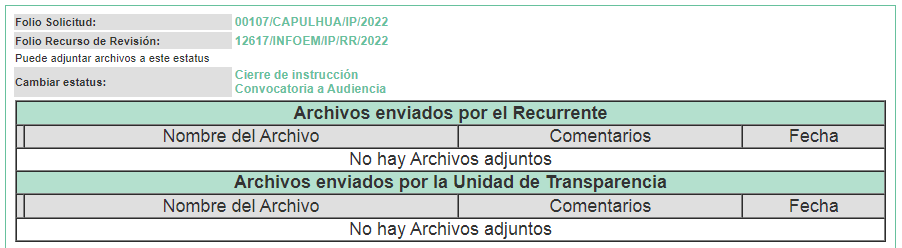 Folio Solicitud: 00107/CAPULHUA/IP/2022
Folio Recurso de Revisión: 12617/INFOEM/IP/RR/2022
Puede adjuntar archivos a este estatus
Cambiar estatus: Cierre de instrucción
Convocatoria a Audiencia
Archivos enviados por el Recurrente
Nombre del Archivo Comentarios Fecha
No hay Archivos adjuntos
Archivos enviados por la Unidad de Transparencia
Nombre del Archivo Comentarios Fecha
No hay Archivos adjuntos